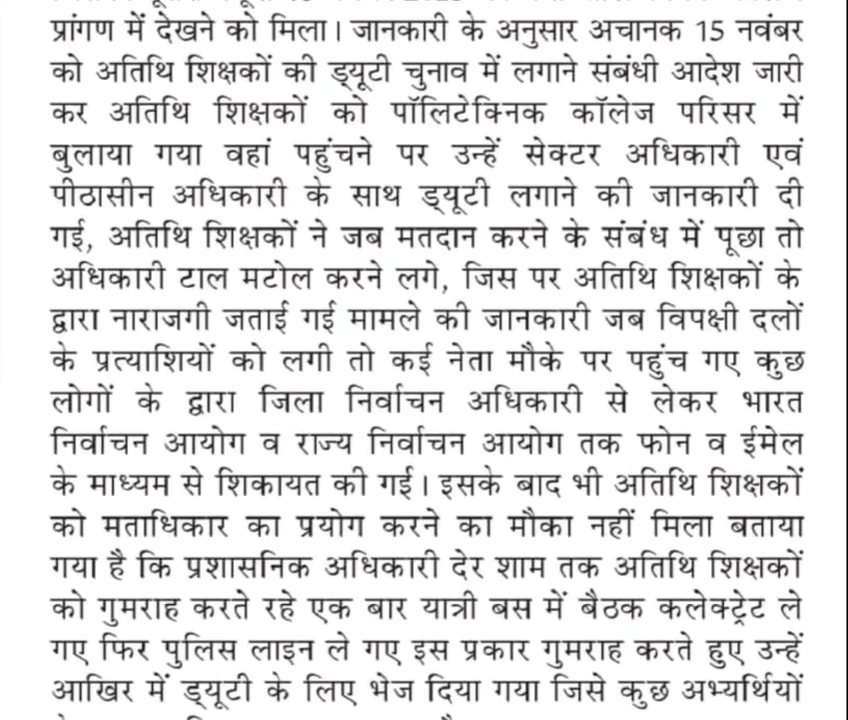 प्रांगण में देखने को मिला। जानकारी के अनुसार अचानक 15 नवंबर
को अतिथि शिक्षकों की ड्यूटी चुनाव में लगाने संबंधी आदेश जारी
कर अतिथि शिक्षकों को पॉलिटेक्निक कॉलेज परिसर में
बुलाया गया वहां पहुंचने पर उन्हें सेक्टर अधिकारी एवं
पीठासीन अधिकारी के साथ ड्यूटी लगाने की जानकारी दी
गई, अतिथि शिक्षकों ने जब मतदान करने के संबंध में पूछा तो
अधिकारी टाल मटोल करने लगे, जिस पर अतिथि शिक्षकों के
द्वारा नाराजगी जताई गई मामले की जानकारी जब विपक्षी दलों
के प्रत्याशियों को लगी तो कई नेता मौके पर पहुंच गए कुछ
लोगों के द्वारा जिला निर्वाचन अधिकारी से लेकर भारत
निर्वाचन आयोग व राज्य निर्वाचन आयोग तक फोन व ईमेल
के माध्यम से शिकायत की गई। इसके बाद भी अतिथि शिक्षकों
को मताधिकार का प्रयोग करने का मौका नहीं मिला बताया
गया है कि प्रशासनिक अधिकारी देर शाम तक अतिथि शिक्षकों
को गुमराह करते रहे एक बार यात्री बस में बैठक कलेक्ट्रेट ले
गए फिर पुलिस लाइन ले गए इस प्रकार गुमराह करते हुए उन्हें
आखिर में ड्यूटी के लिए भेज दिया गया जिसे कुछ अभ्यर्थियों